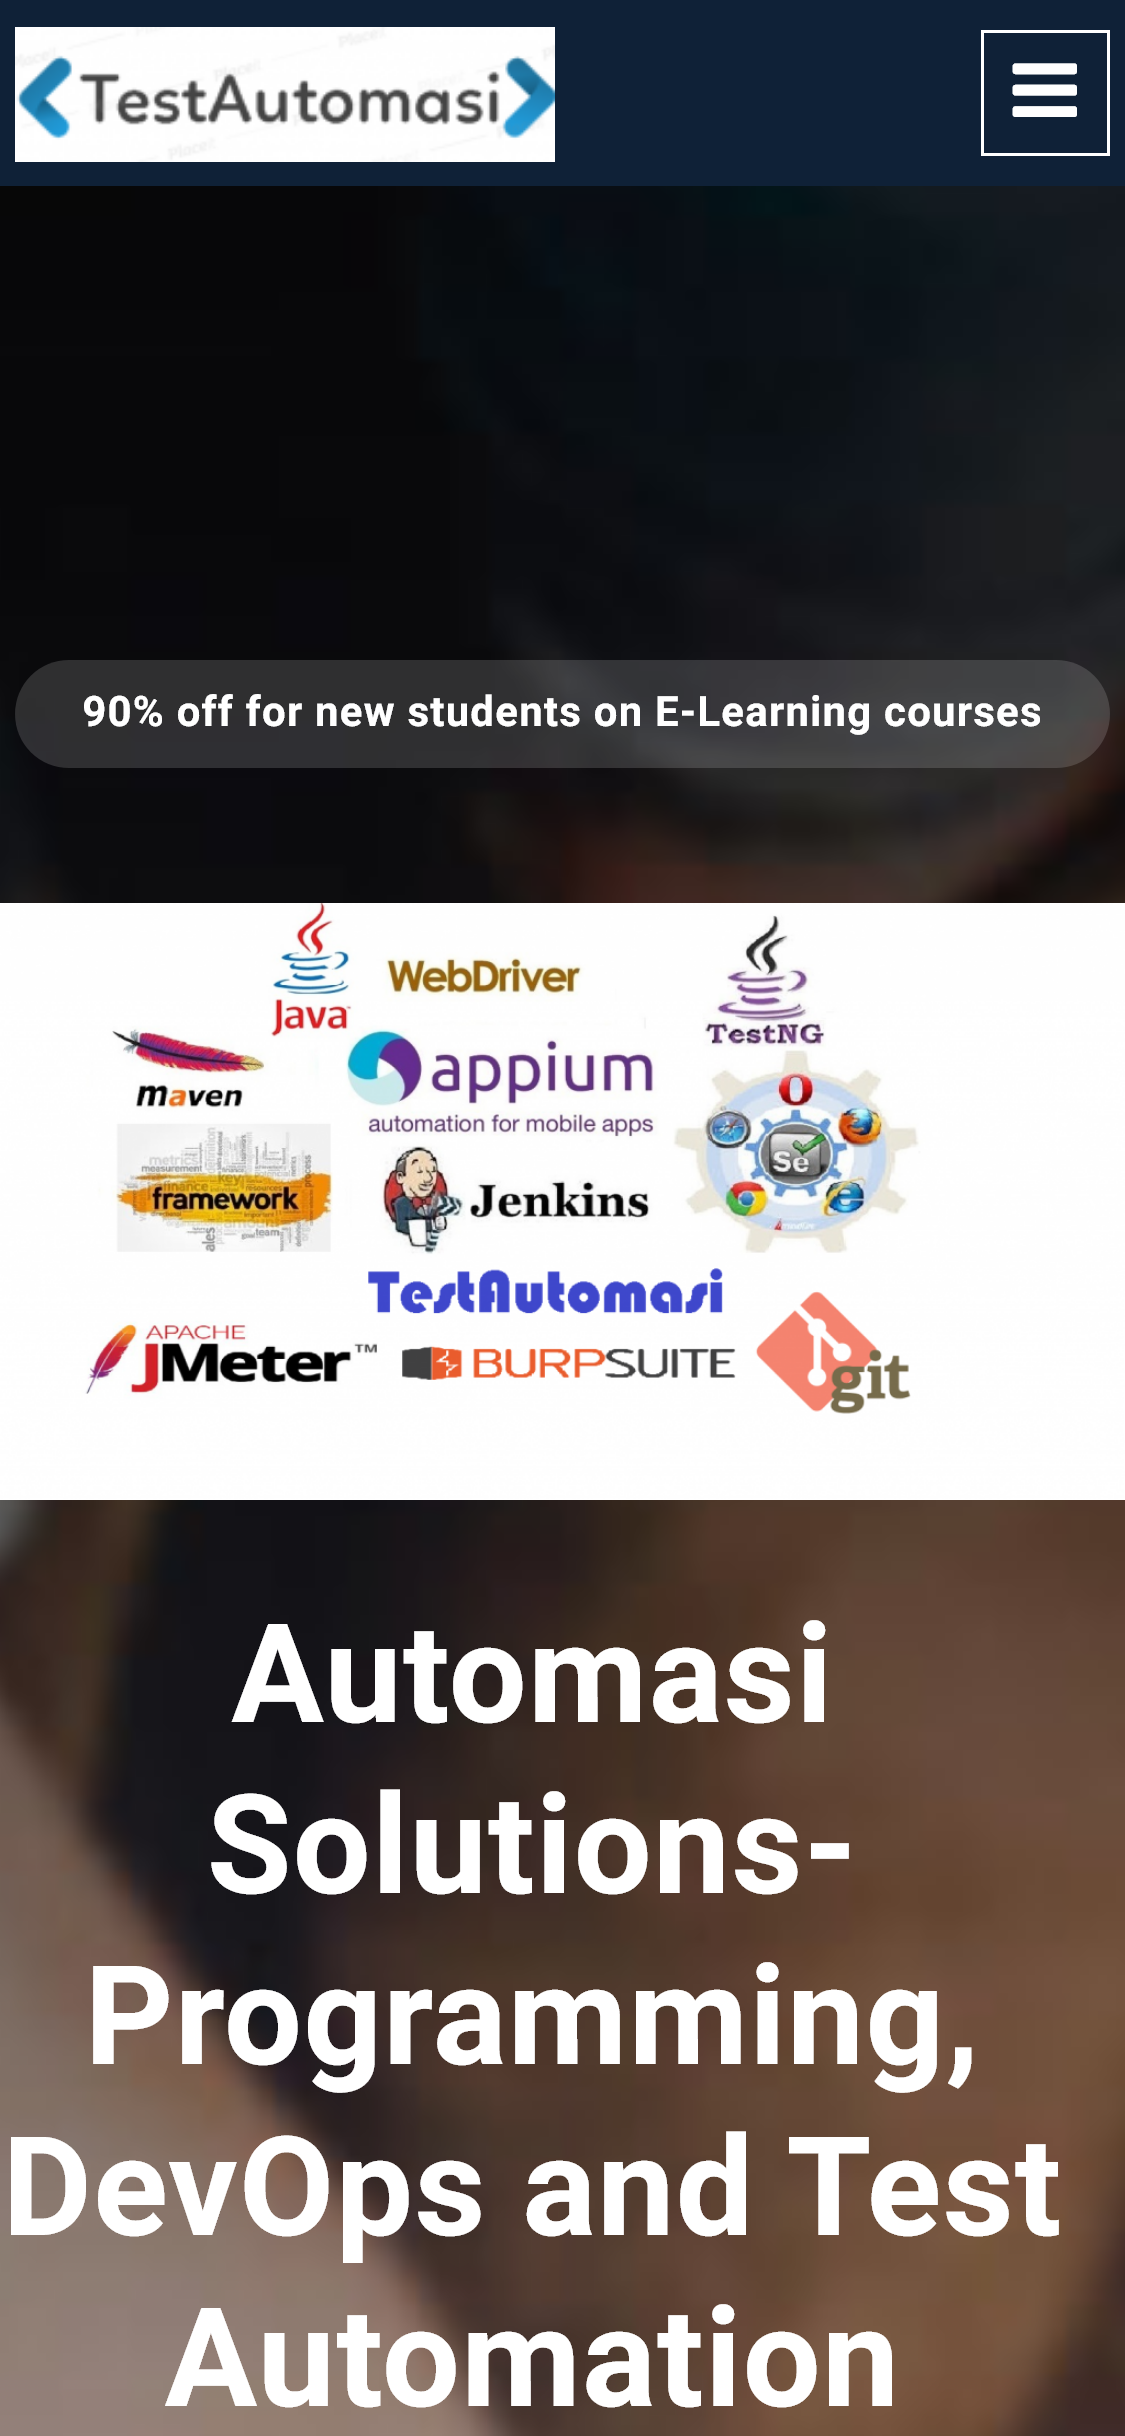 TestAutomasi
90% off for new students on E-Learning courses
Java
WebDriver
TestNG
maven
appium
automation for mobile apps
framework
Jenkins
Se
TestAutomasi
APACHE
JMeter™
BURPSUITE
git
Automasi
Solutions-
Programming,
DevOps and Test
Automation